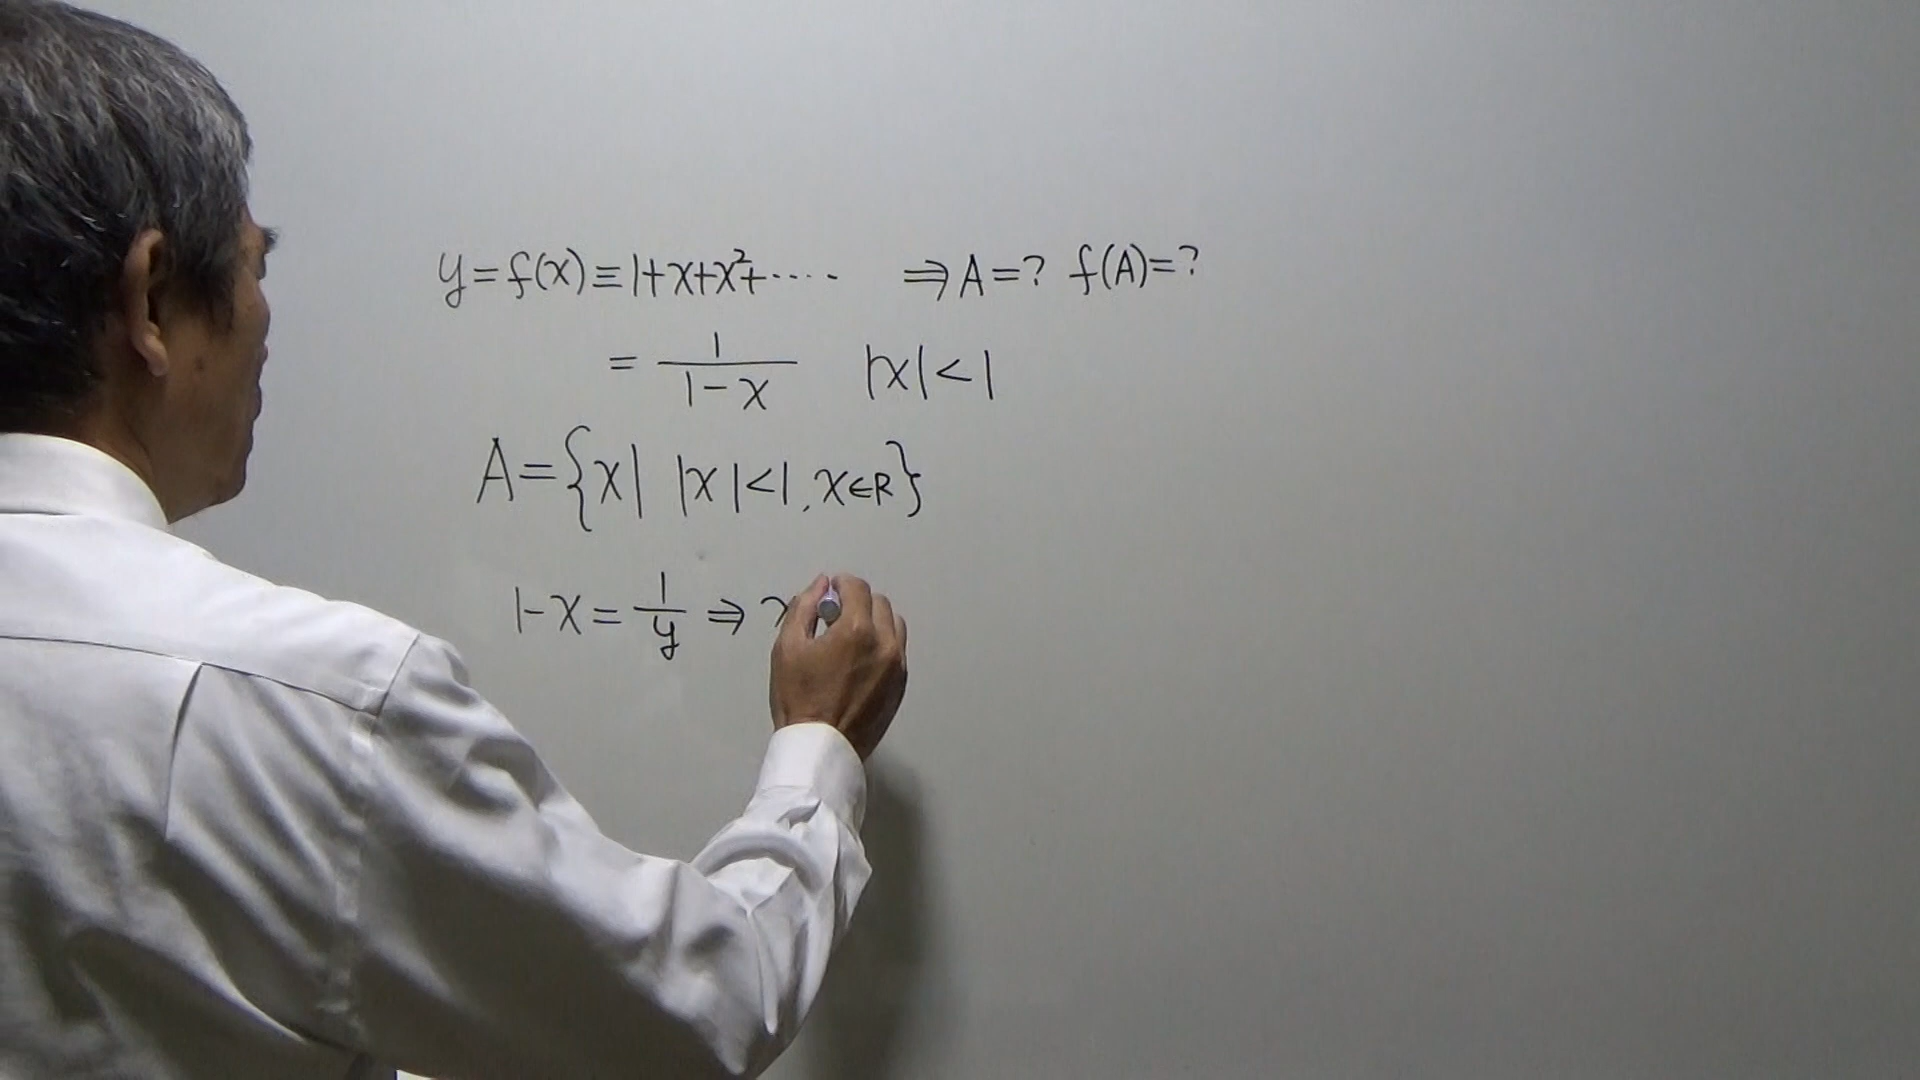 y=f(x)≡1+x+x²+····· ⇒A=? f(A)=?
= 1/(1-x) |x|<1
A={x| |x|<1, x∈R}
1-x=1/y ⇒ x